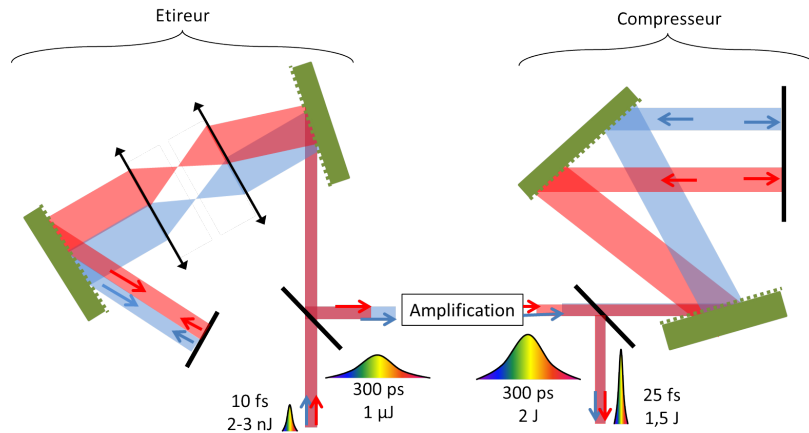 Etireur
Compresseur
Amplification
10 fs
2-3 nJ
300 ps
1 µJ
300 ps
2 J
25 fs
1,5 J